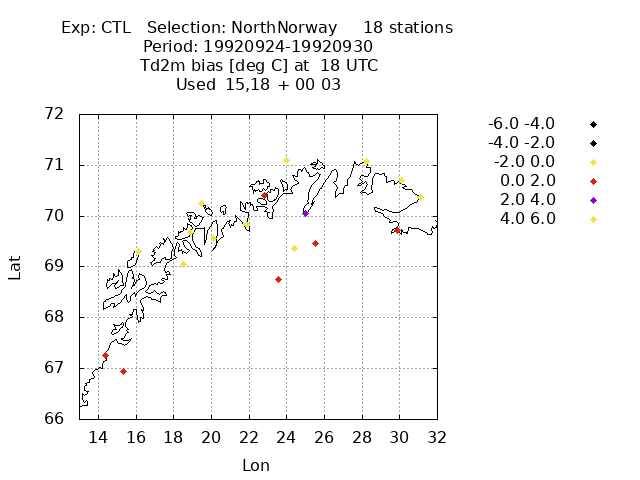 Exp: CTL   Selection: NorthNorway     18 stations
Period: 19920924-19920930
Td2m bias [deg C] at  18 UTC
Used  15,18  + 00 03
72
71
70
69
68
67
66
Lat
14 16 18 20 22 24 26 28 30 32
Lon
-6.0 -4.0
-4.0 -2.0
-2.0 0.0
0.0 2.0
2.0 4.0
4.0 6.0